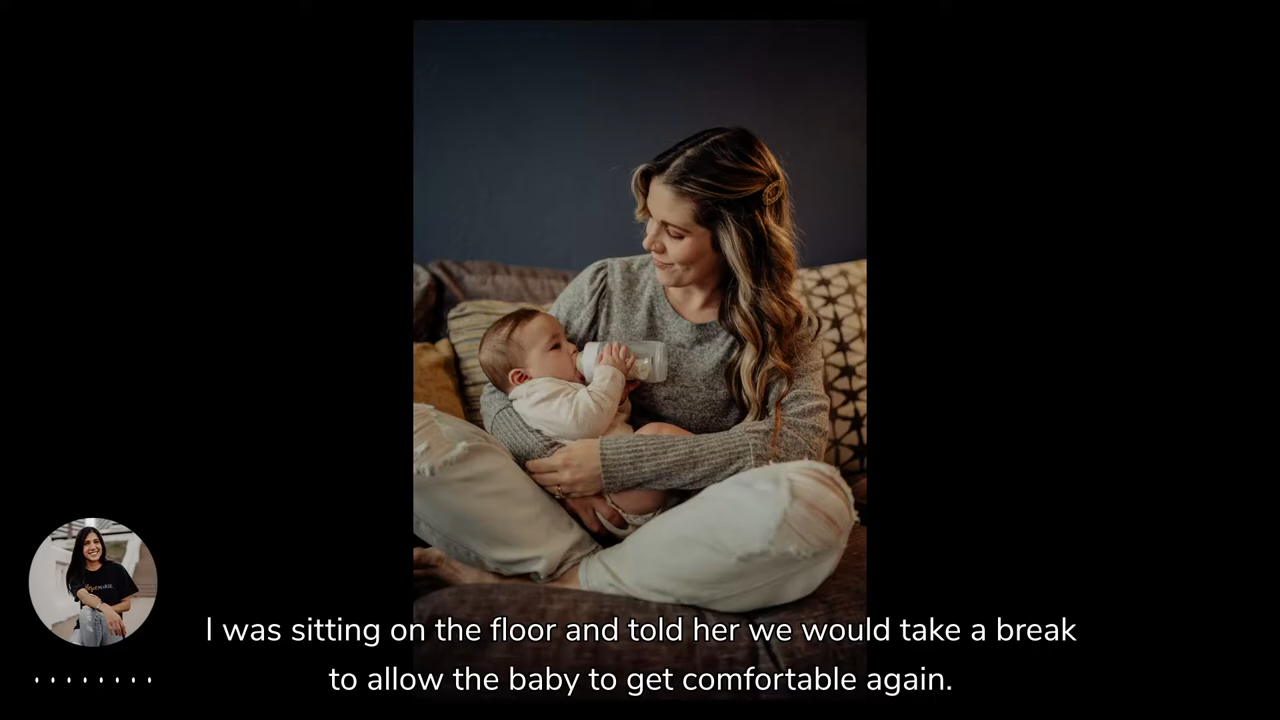 I was sitting on the floor and told her we would take a break
to allow the baby to get comfortable again.